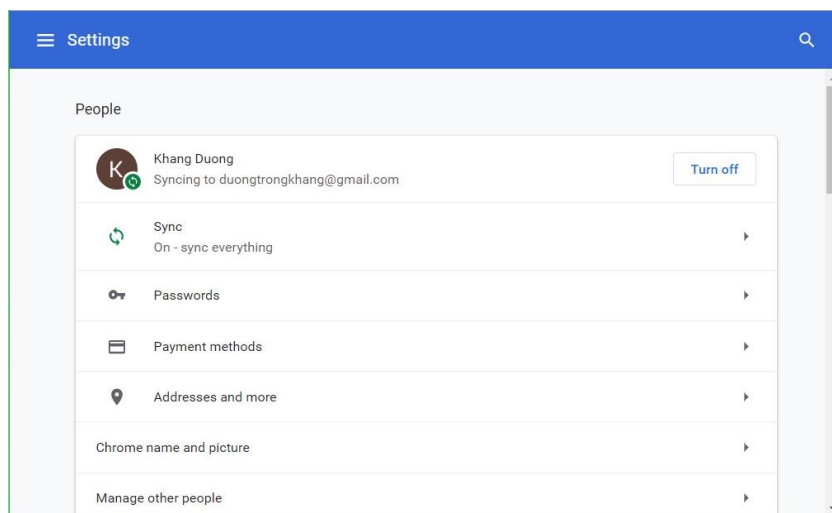 Settings
People
K
Khang Duong
Syncing to duongtrongkhang@gmail.com
Turn off
Sync
On - sync everything
Passwords
Payment methods
Addresses and more
Chrome name and picture
Manage other people